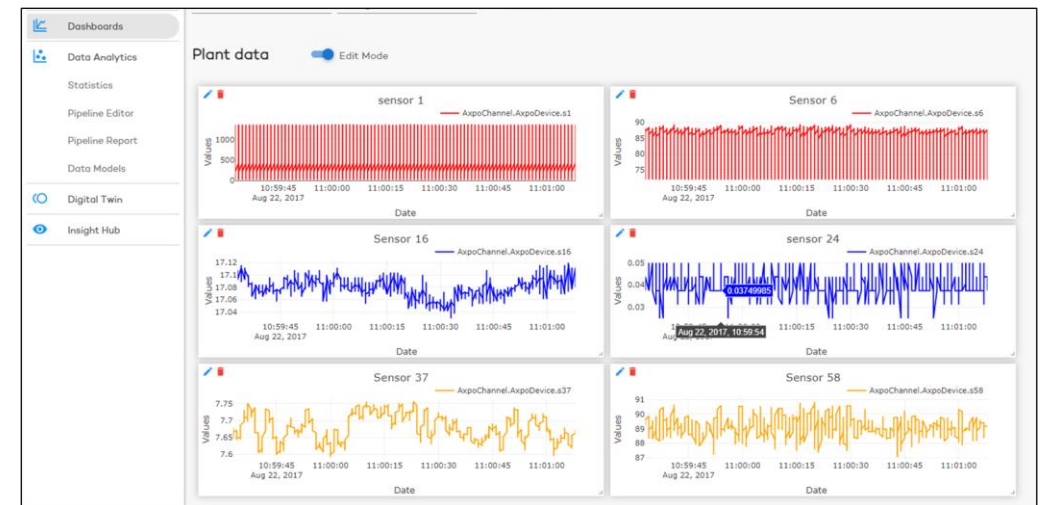 Dashboards
Data Analytics
Statistics
Pipeline Editor
Pipeline Report
Data Models
Digital Twin
Insight Hub
Plant data
Edit Mode
sensor 1
AxpoChannel.AxpoDevice.s1
1000
500
0
Values
10:59:45 11:00:00 11:00:15 11:00:30 11:00:45 11:01:00
Aug 22, 2017
Date
Sensor 6
AxpoChannel.AxpoDevice.s6
90
85
80
75
Values
10:59:45 11:00:00 11:00:15 11:00:30 11:00:45 11:01:00
Aug 22, 2017
Date
Sensor 16
AxpoChannel.AxpoDevice.s16
17.12
17.1
17.08
17.06
17.04
Values
10:59:45 11:00:00 11:00:15 11:00:30 11:00:45 11:01:00
Aug 22, 2017
Date
sensor 24
AxpoChannel.AxpoDevice.s24
0.05
0.04
0.03
Values
0.03749985
11:00:15 11:00:30 11:00:45 11:01:00
Aug 22, 2017, 10:59:54
Date
Sensor 37
AxpoChannel.AxpoDevice.s37
7.75
7.7
7.65
7.6
Values
10:59:45 11:00:00 11:00:15 11:00:30 11:00:45 11:01:00
Aug 22, 2017
Date
Sensor 58
AxpoChannel.AxpoDevice.s58
91
90
89
88
87
Values
10:59:45 11:00:00 11:00:15 11:00:30 11:00:45 11:01:00
Aug 22, 2017
Date